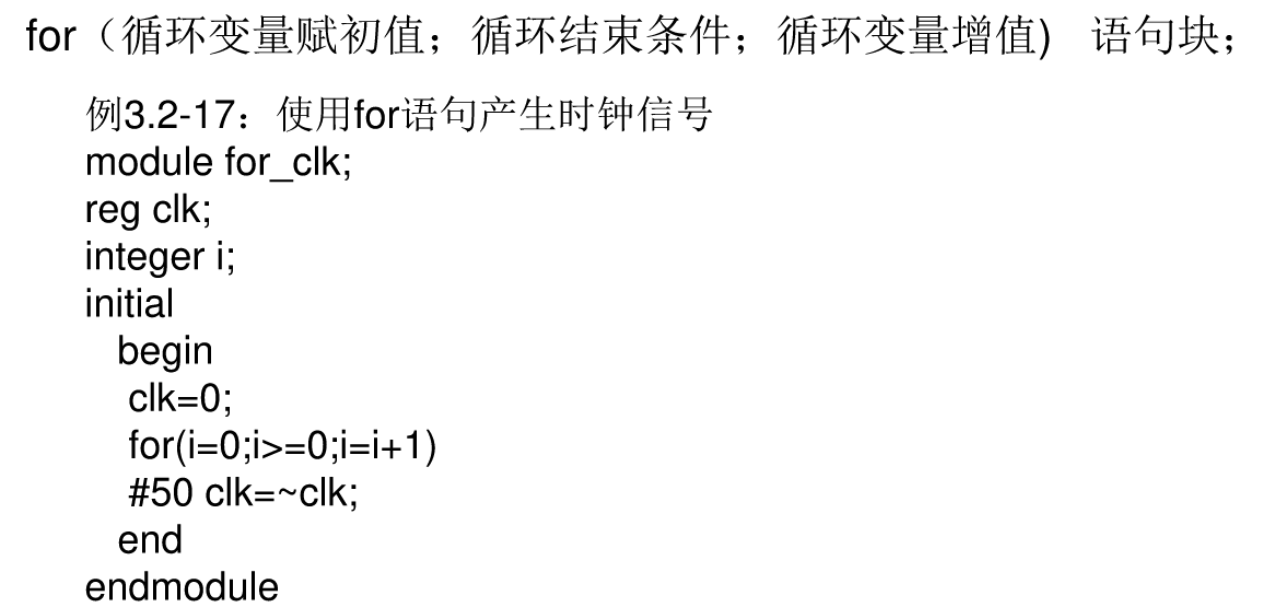 for（循环变量赋初值；循环结束条件；循环变量增值) 语句块；
例3.2-17：使用for语句产生时钟信号
module for_clk;
reg clk;
integer i;
initial
begin
clk=0;
for(i=0;i>=0;i=i+1)
#50 clk=~clk;
end
endmodule